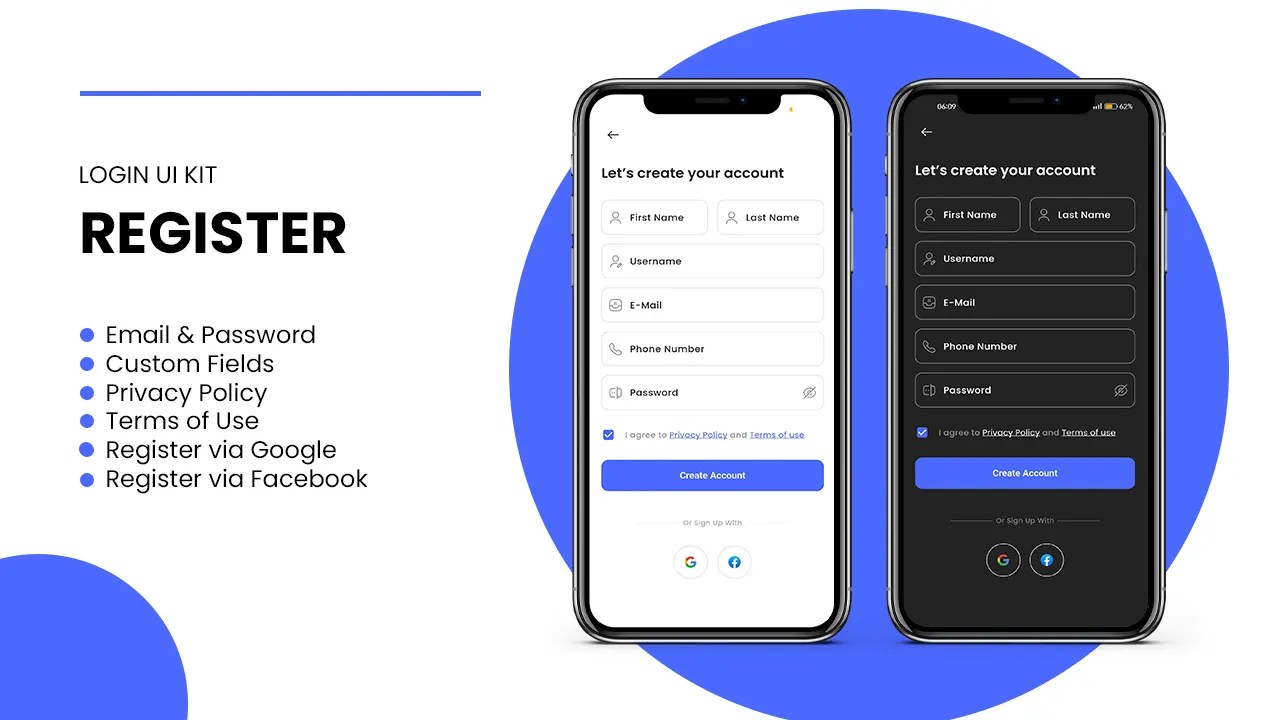 LOGIN UI KIT
REGISTER
Email & Password
Custom Fields
Privacy Policy
Terms of Use
Register via Google
Register via Facebook
Let's create your account
First Name
Last Name
Username
E-Mail
Phone Number
Password
I agree to Privacy Policy and Terms of use
Create Account
Or Sign Up With
06:09
62%
Let's create your account
First Name
Last Name
Username
E-Mail
Phone Number
Password
I agree to Privacy Policy and Terms of use
Create Account
Or Sign Up With